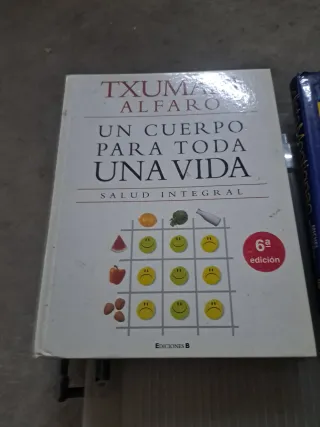 TXUMARI
ALFARO
UN CUERPO
PARA TODA
UNA VIDA
SALUD INTEGRAL
6ª
edición
EDICIONES B